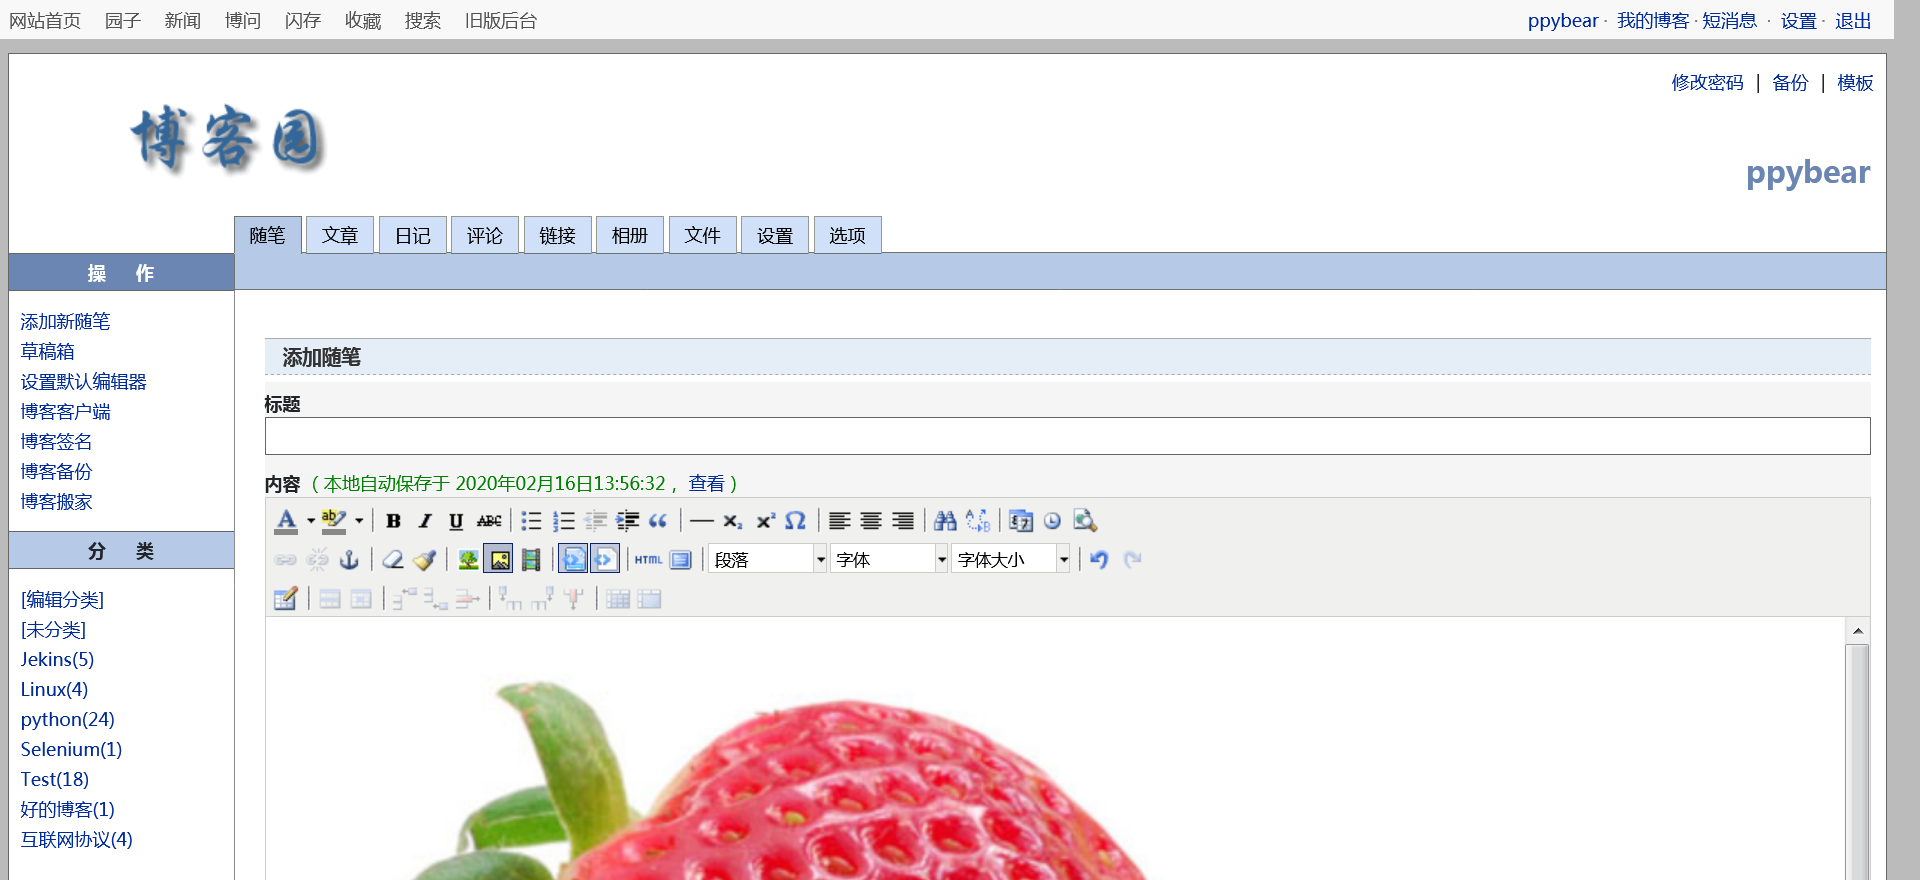 网站首页 园子 新闻 博问 闪存 收藏 搜索 旧版后台
ppybear · 我的博客 · 短消息 · 设置 · 退出
修改密码 | 备份 | 模板
博客园
ppybear
随笔 文章 日记 评论 链接 相册 文件 设置 选项
操 作
添加新随笔
草稿箱
设置默认编辑器
博客客户端
博客签名
博客备份
博客搬家
分 类
[编辑分类]
[未分类]
Jekins(5)
Linux(4)
python(24)
Selenium(1)
Test(18)
好的博客(1)
互联网协议(4)
添加随笔
标题
内容 （ 本地自动保存于 2020年02月16日13:56:32 ， 查看 ）
A ab B I U ABC x₂ x² Ω
HTML 段落 字体 字体大小